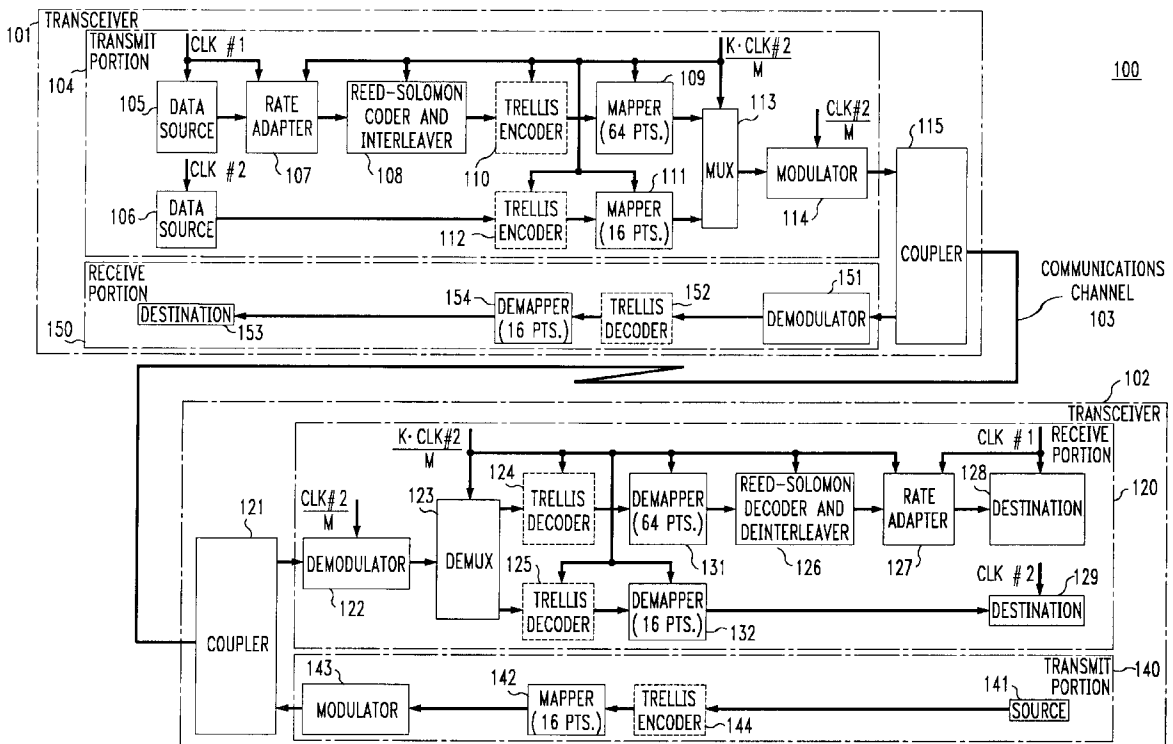 101
TRANSCEIVER
100
TRANSMIT
PORTION
104
CLK #1
K·CLK#2
M
109
113
105
DATA
SOURCE
RATE
ADAPTER
107
REED-SOLOMON
CODER AND
INTERLEAVER
108
TRELLIS
ENCODER
110
MAPPER
(64 PTS.)
MUX
CLK#2
M
MODULATOR
114
115
COUPLER
CLK #2
106
DATA
SOURCE
TRELLIS
ENCODER
112
111
MAPPER
(16 PTS.)
RECEIVE
PORTION
150
DESTINATION
153
154
DEMAPPER
(16 PTS.)
152
TRELLIS
DECODER
151
DEMODULATOR
COMMUNICATIONS
CHANNEL
103
102
TRANSCEIVER
K·CLK#2
M
CLK #1
RECEIVE
PORTION
120
121
COUPLER
CLK#2
M
DEMODULATOR
122
123
DEMUX
124
TRELLIS
DECODER
DEMAPPER
(64 PTS.)
131
REED-SOLOMON
DECODER AND
DEINTERLEAVER
126
RATE
ADAPTER
127
128
DESTINATION
125
TRELLIS
DECODER
DEMAPPER
(16 PTS.)
132
CLK #2
129
DESTINATION
TRANSMIT
PORTION
140
143
MODULATOR
142
MAPPER
(16 PTS.)
TRELLIS
ENCODER
144
141
SOURCE